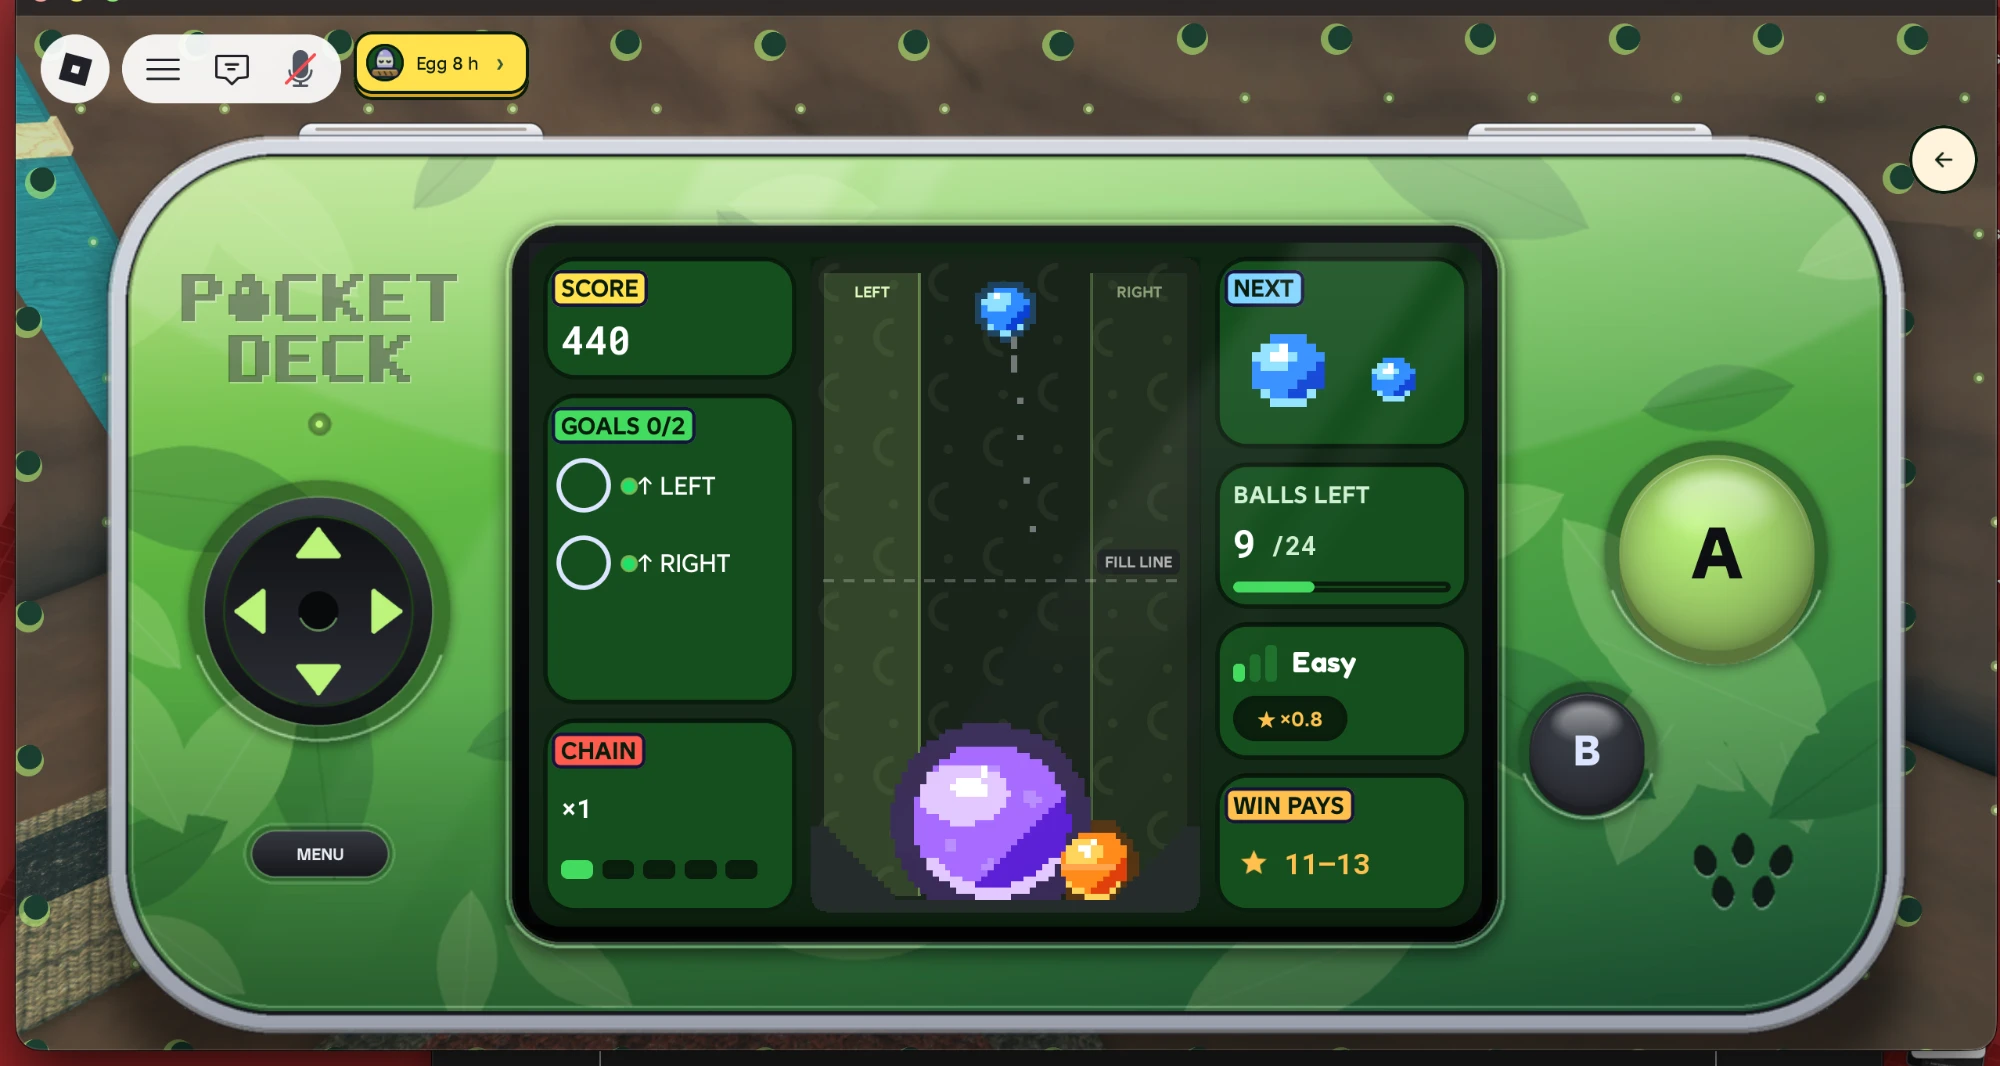 Egg 8 h ›
POCKET
DECK
MENU
SCORE
440
GOALS 0/2
↑ LEFT
↑ RIGHT
CHAIN
×1
LEFT
RIGHT
FILL LINE
NEXT
BALLS LEFT
9 /24
Easy
★ ×0.8
WIN PAYS
★ 11–13
A
B